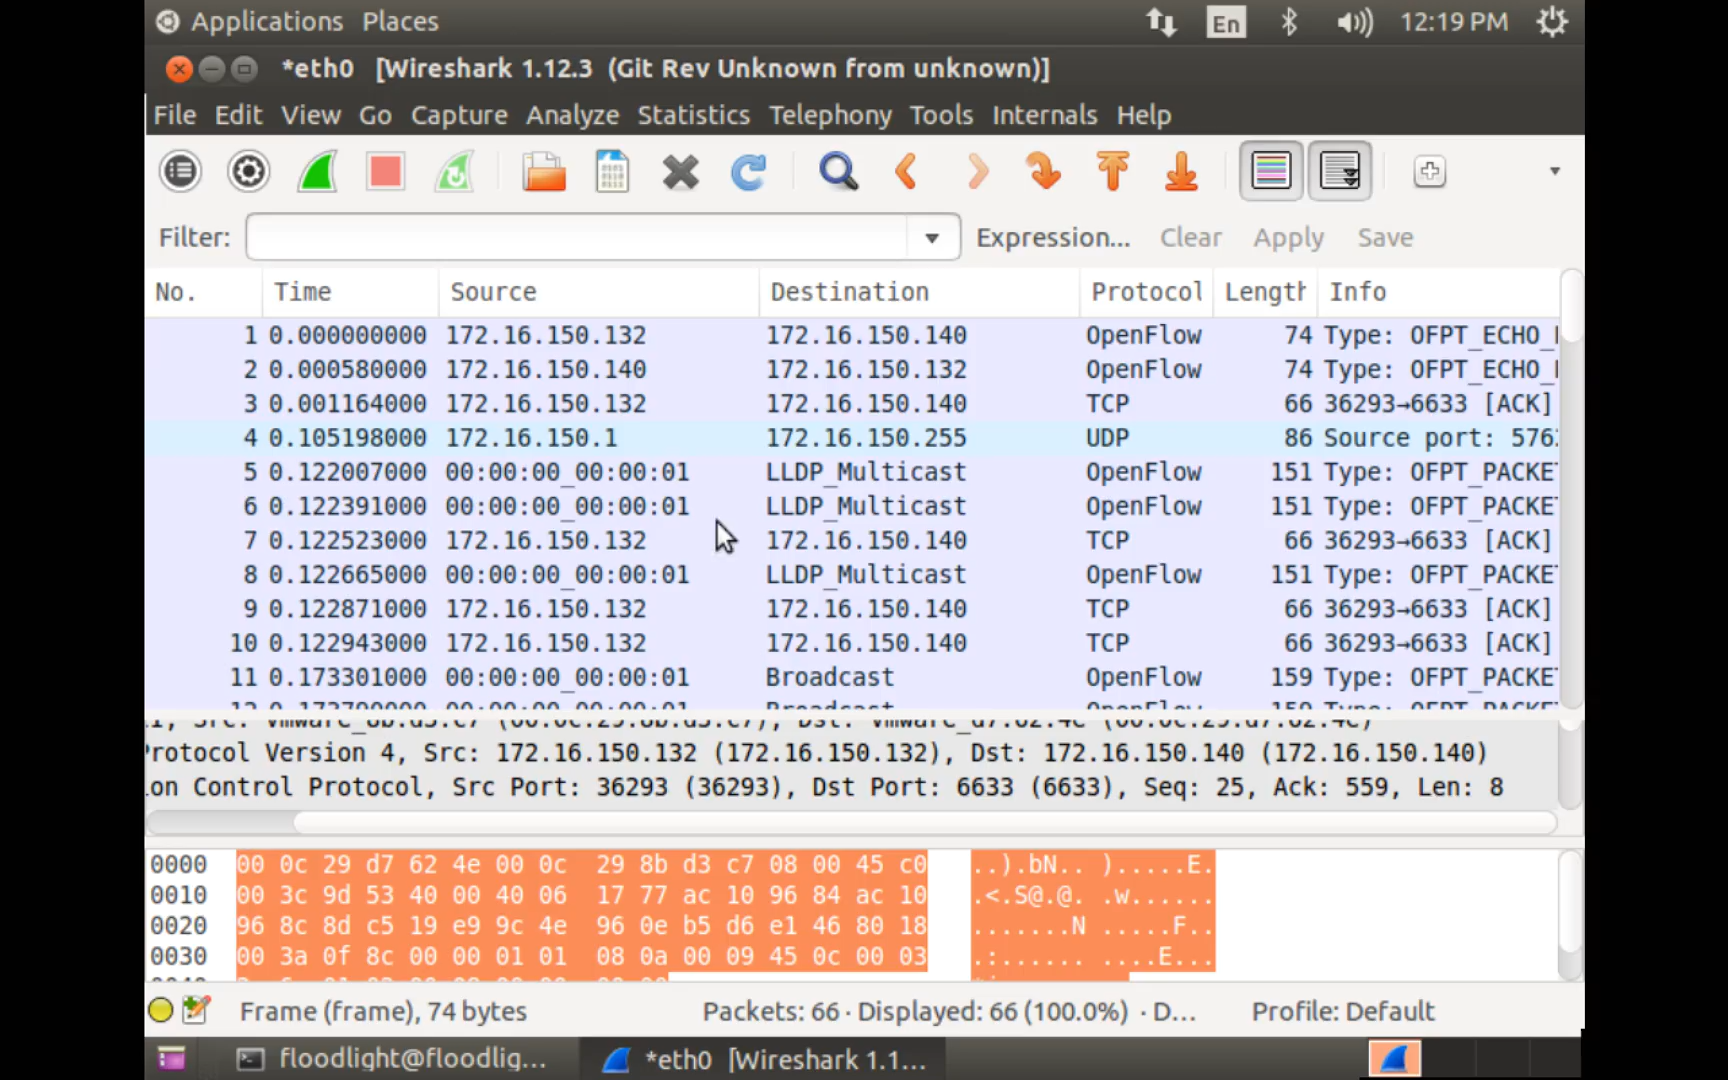 Applications Places En 12:19 PM
*eth0 [Wireshark 1.12.3 (Git Rev Unknown from unknown)]
File Edit View Go Capture Analyze Statistics Telephony Tools Internals Help
Filter: Expression... Clear Apply Save
No. Time Source Destination Protocol Length Info
1 0.000000000 172.16.150.132 172.16.150.140 OpenFlow 74 Type: OFPT_ECHO_
2 0.000580000 172.16.150.140 172.16.150.132 OpenFlow 74 Type: OFPT_ECHO_
3 0.001164000 172.16.150.132 172.16.150.140 TCP 66 36293→6633 [ACK]
4 0.105198000 172.16.150.1 172.16.150.255 UDP 86 Source port: 576
5 0.122007000 00:00:00_00:00:01 LLDP_Multicast OpenFlow 151 Type: OFPT_PACKE
6 0.122391000 00:00:00_00:00:01 LLDP_Multicast OpenFlow 151 Type: OFPT_PACKE
7 0.122523000 172.16.150.132 172.16.150.140 TCP 66 36293→6633 [ACK]
8 0.122665000 00:00:00_00:00:01 LLDP_Multicast OpenFlow 151 Type: OFPT_PACKE
9 0.122871000 172.16.150.132 172.16.150.140 TCP 66 36293→6633 [ACK]
10 0.122943000 172.16.150.132 172.16.150.140 TCP 66 36293→6633 [ACK]
11 0.173301000 00:00:00_00:00:01 Broadcast OpenFlow 159 Type: OFPT_PACKE
Protocol Version 4, Src: 172.16.150.132 (172.16.150.132), Dst: 172.16.150.140 (172.16.150.140)
on Control Protocol, Src Port: 36293 (36293), Dst Port: 6633 (6633), Seq: 25, Ack: 559, Len: 8
0000 00 0c 29 d7 62 4e 00 0c 29 8b d3 c7 08 00 45 c0 ..).bN.. ).....E.
0010 00 3c 9d 53 40 00 40 06 17 77 ac 10 96 84 ac 10 .<.S@.@. .w......
0020 96 8c 8d c5 19 e9 9c 4e 96 0e b5 d6 e1 46 80 18 .......N .....F..
0030 00 3a 0f 8c 00 00 01 01 08 0a 00 09 45 0c 00 03 .:...... ....E...
Frame (frame), 74 bytes Packets: 66 · Displayed: 66 (100.0%) · D... Profile: Default
floodlight@floodlig... *eth0 [Wireshark 1.1...